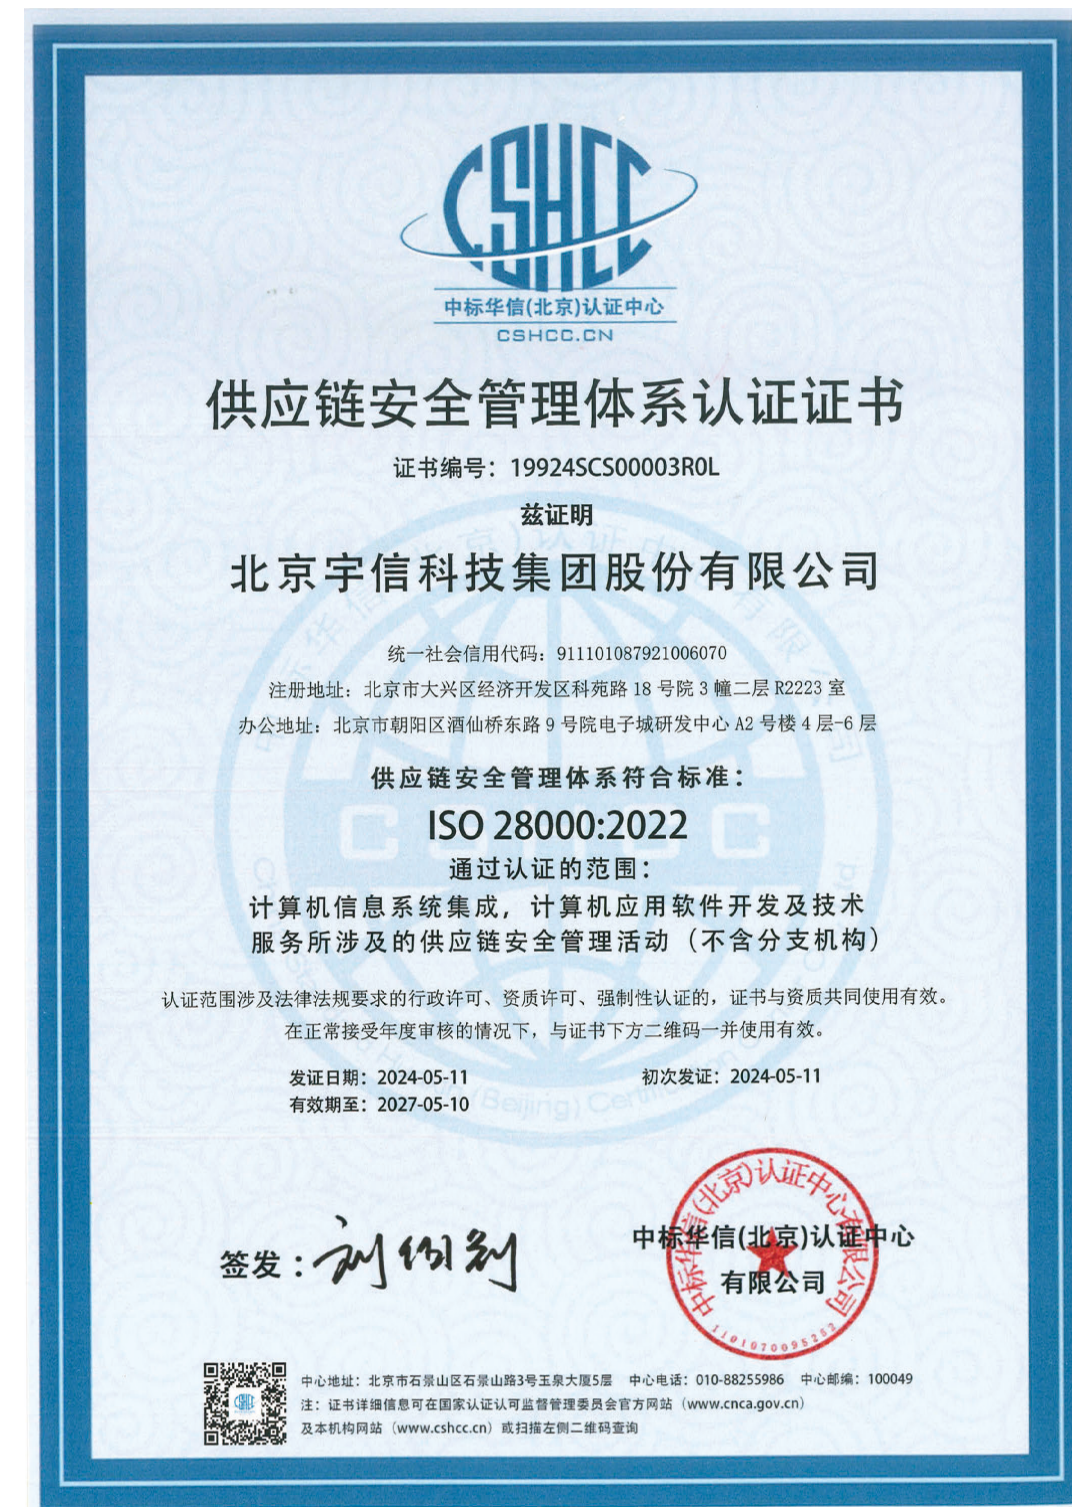 CSHCC
中标华信(北京)认证中心
CSHCC.CN
供应链安全管理体系认证证书
证书编号：19924SCS00003R0L
兹证明
北京宇信科技集团股份有限公司
统一社会信用代码：911101087921006070
注册地址：北京市大兴区经济开发区科苑路 18 号院 3 幢二层 R2223 室
办公地址：北京市朝阳区酒仙桥东路 9 号院电子城研发中心 A2 号楼 4 层-6 层
供应链安全管理体系符合标准：
ISO 28000:2022
通过认证的范围：
计算机信息系统集成，计算机应用软件开发及技术
服务所涉及的供应链安全管理活动（不含分支机构）
认证范围涉及法律法规要求的行政许可、资质许可、强制性认证的，证书与资质共同使用有效。
在正常接受年度审核的情况下，与证书下方二维码一并使用有效。
发证日期：2024-05-11 初次发证：2024-05-11
有效期至：2027-05-10
签发：
中标华信(北京)认证中心
有限公司
中标华信(北京)认证中心有限公司
1101070095252
中心地址：北京市石景山区石景山路3号玉泉大厦5层 中心电话：010-88255986 中心邮编：100049
注：证书详细信息可在国家认证认可监督管理委员会官方网站（www.cnca.gov.cn）
及本机构网站（www.cshcc.cn）或扫描左侧二维码查询